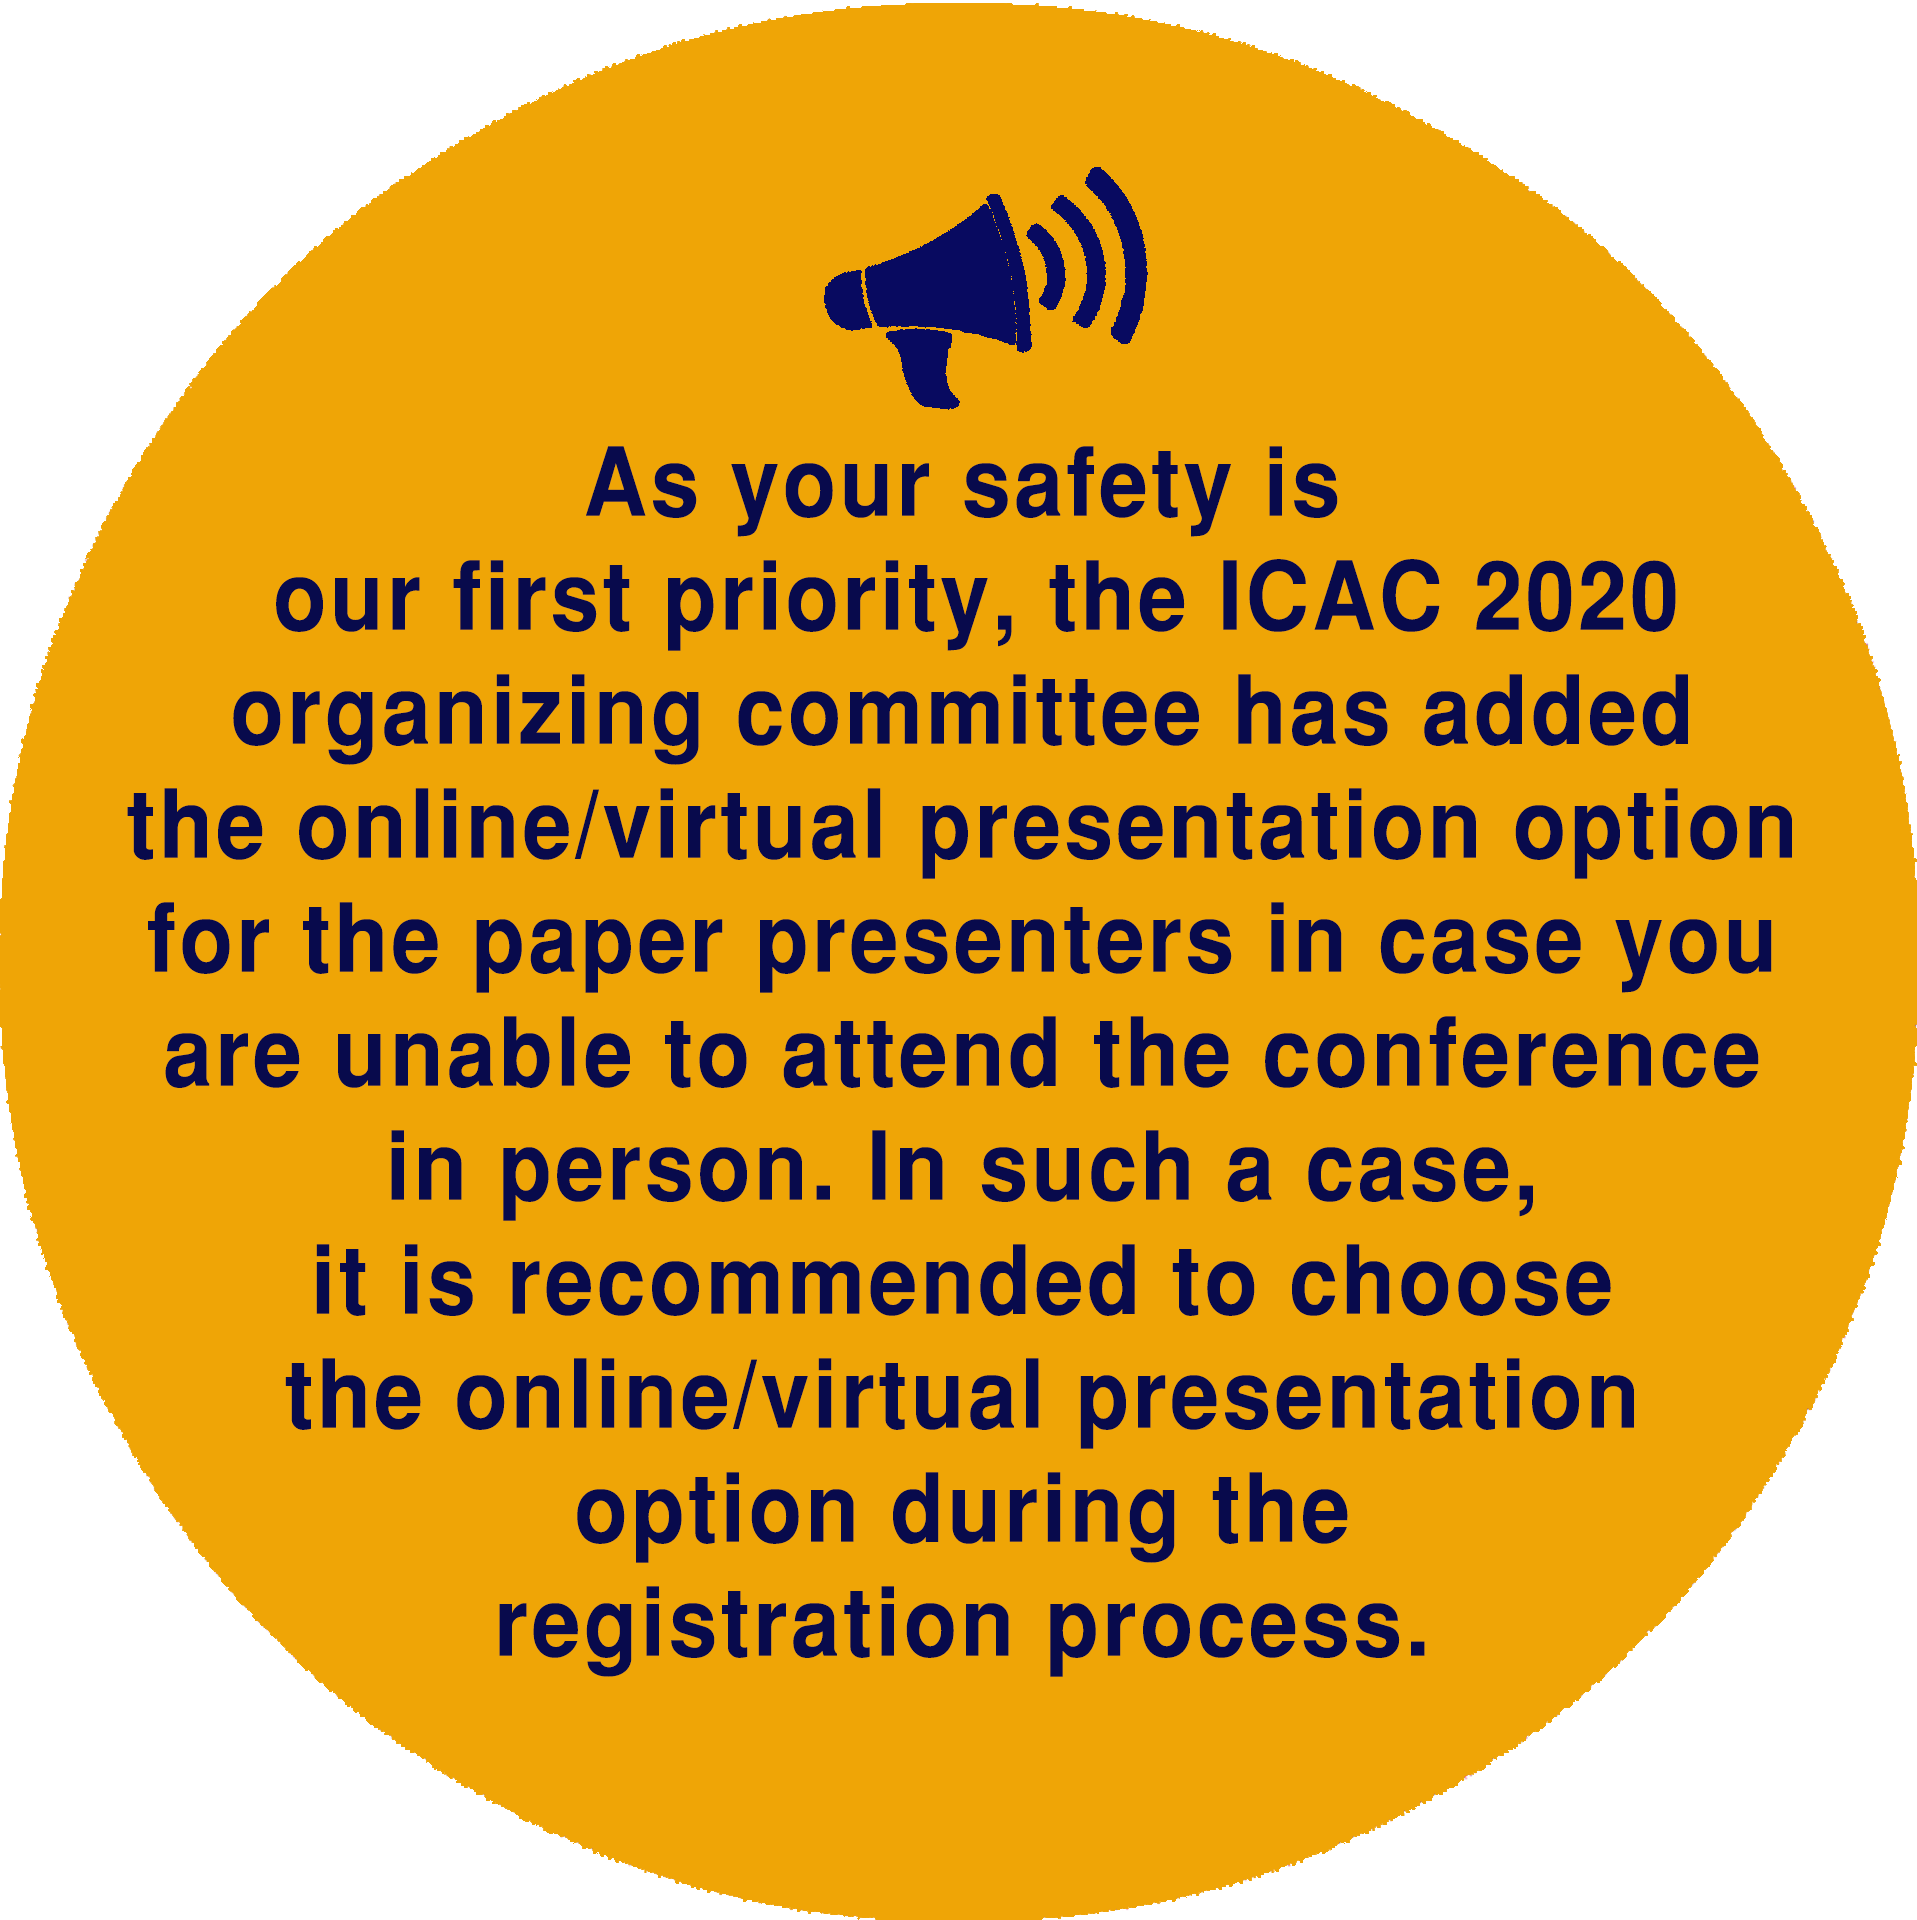 As your safety is
our first priority, the ICAC 2020
organizing committee has added
the online/virtual presentation option
for the paper presenters in case you
are unable to attend the conference
in person. In such a case,
it is recommended to choose
the online/virtual presentation
option during the
registration process.